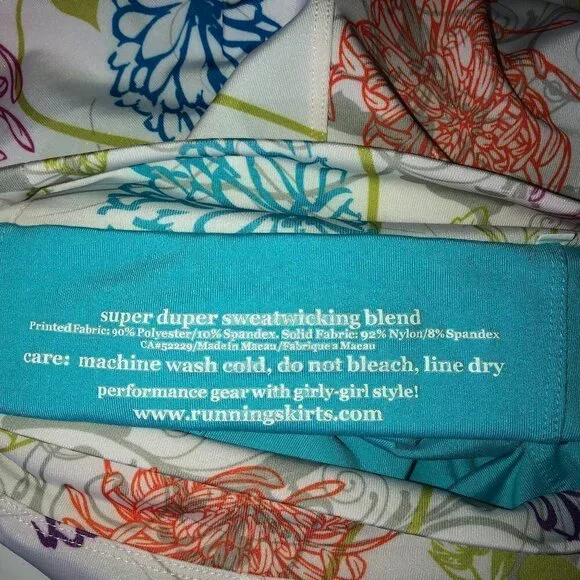 super duper sweatwicking blend
Printed Fabric: 90% Polyester/10% Spandex. Solid Fabric: 92% Nylon/8% Spandex
CA#52229/Made in Macau/Fabrique a Macau
care: machine wash cold, do not bleach, line dry
performance gear with girly-girl style!
www.runningskirts.com